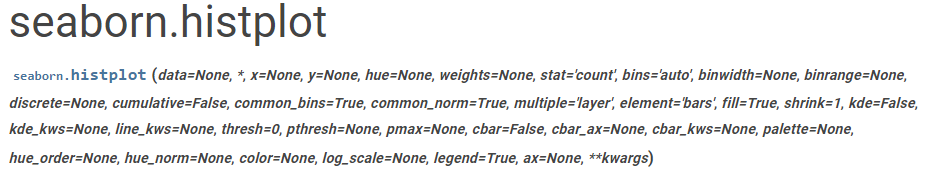 seaborn.histplot
seaborn.histplot (data=None, *, x=None, y=None, hue=None, weights=None, stat='count', bins='auto', binwidth=None, binrange=None,
discrete=None, cumulative=False, common_bins=True, common_norm=True, multiple='layer', element='bars', fill=True, shrink=1, kde=False,
kde_kws=None, line_kws=None, thresh=0, pthresh=None, pmax=None, cbar=False, cbar_ax=None, cbar_kws=None, palette=None,
hue_order=None, hue_norm=None, color=None, log_scale=None, legend=True, ax=None, **kwargs)